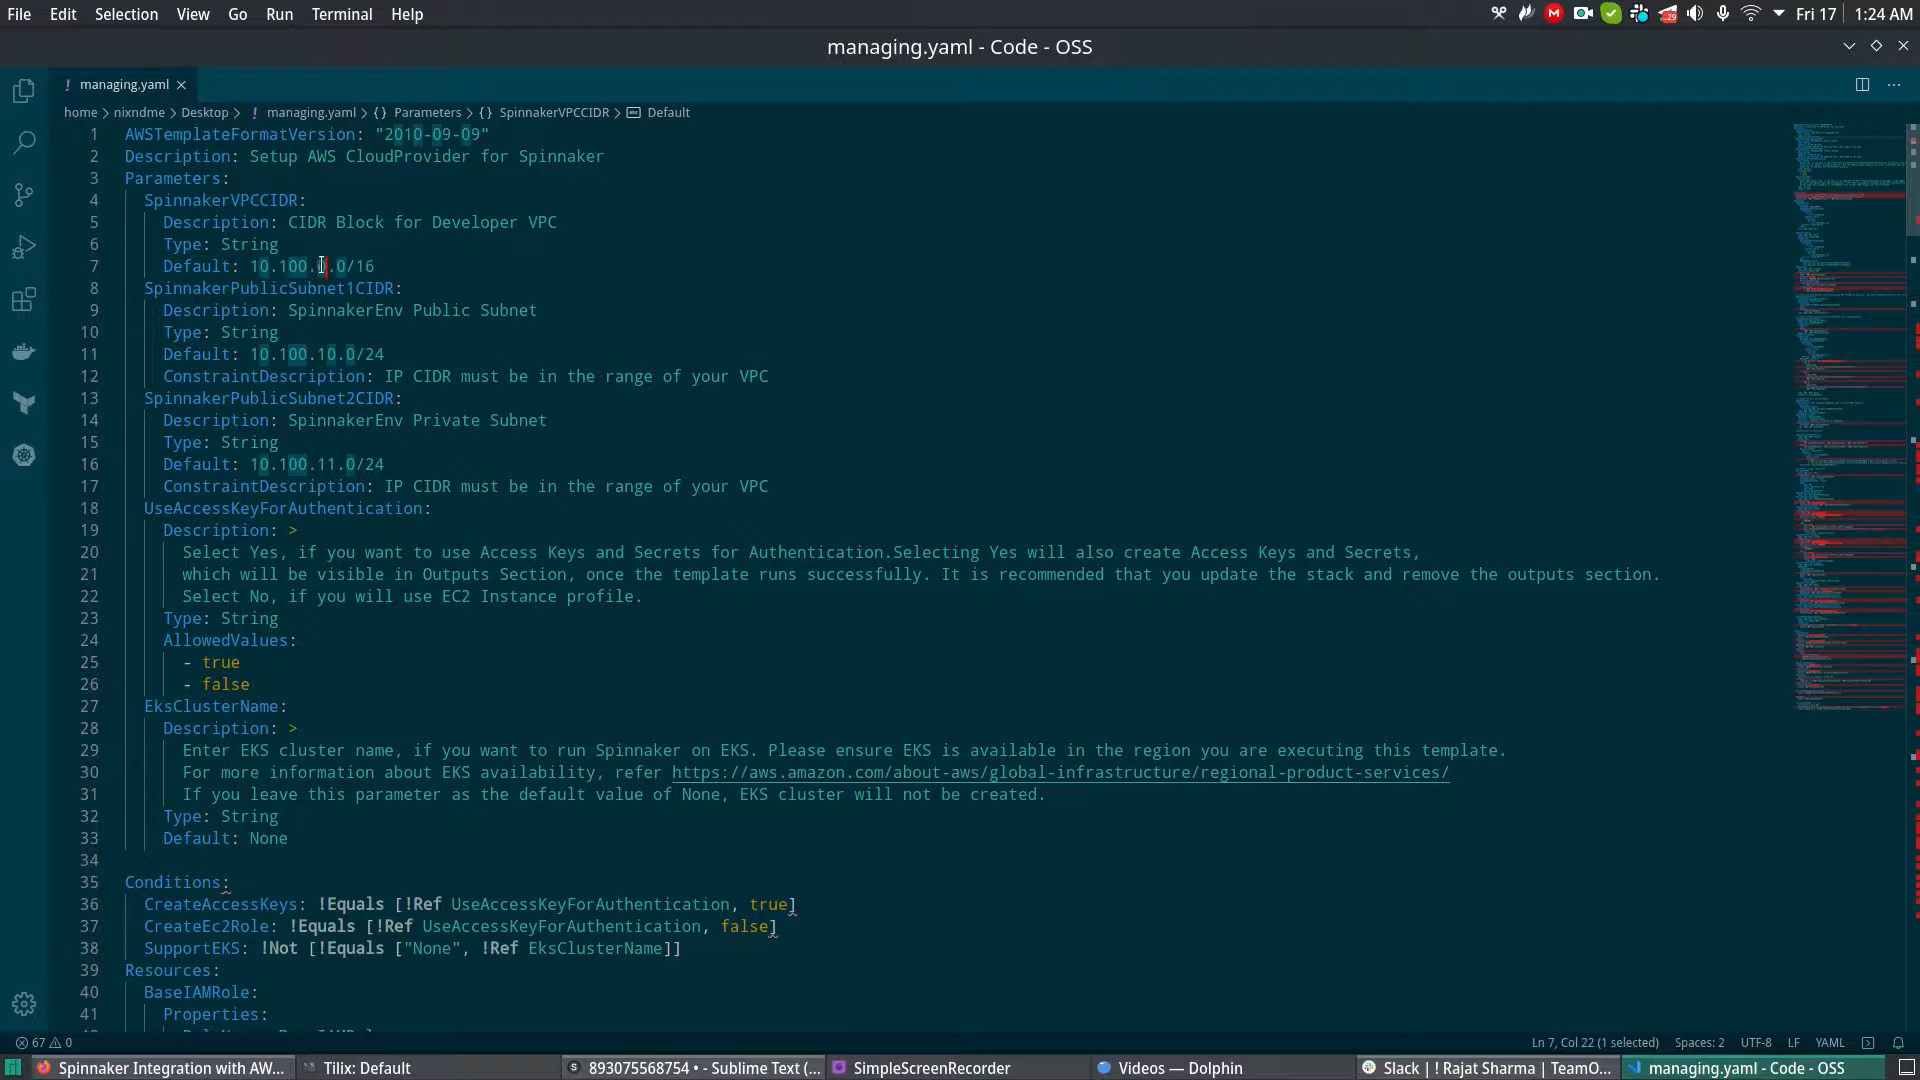 File Edit Selection View Go Run Terminal Help
29
Fri 17 1:24 AM
managing.yaml - Code - OSS
! managing.yaml
home > nixndme > Desktop > ! managing.yaml > {} Parameters > {} SpinnakerVPCCIDR > abc Default
1 AWSTemplateFormatVersion: "2010-09-09"
2 Description: Setup AWS CloudProvider for Spinnaker
3 Parameters:
4 SpinnakerVPCCIDR:
5 Description: CIDR Block for Developer VPC
6 Type: String
7 Default: 10.100.0.0/16
8 SpinnakerPublicSubnet1CIDR:
9 Description: SpinnakerEnv Public Subnet
10 Type: String
11 Default: 10.100.10.0/24
12 ConstraintDescription: IP CIDR must be in the range of your VPC
13 SpinnakerPublicSubnet2CIDR:
14 Description: SpinnakerEnv Private Subnet
15 Type: String
16 Default: 10.100.11.0/24
17 ConstraintDescription: IP CIDR must be in the range of your VPC
18 UseAccessKeyForAuthentication:
19 Description: >
20 Select Yes, if you want to use Access Keys and Secrets for Authentication.Selecting Yes will also create Access Keys and Secrets,
21 which will be visible in Outputs Section, once the template runs successfully. It is recommended that you update the stack and remove the outputs section.
22 Select No, if you will use EC2 Instance profile.
23 Type: String
24 AllowedValues:
25 - true
26 - false
27 EksClusterName:
28 Description: >
29 Enter EKS cluster name, if you want to run Spinnaker on EKS. Please ensure EKS is available in the region you are executing this template.
30 For more information about EKS availability, refer https://aws.amazon.com/about-aws/global-infrastructure/regional-product-services/
31 If you leave this parameter as the default value of None, EKS cluster will not be created.
32 Type: String
33 Default: None
34
35 Conditions:
36 CreateAccessKeys: !Equals [!Ref UseAccessKeyForAuthentication, true]
37 CreateEc2Role: !Equals [!Ref UseAccessKeyForAuthentication, false]
38 SupportEKS: !Not [!Equals ["None", !Ref EksClusterName]]
39 Resources:
40 BaseIAMRole:
41 Properties:
67 0 Ln 7, Col 22 (1 selected) Spaces: 2 UTF-8 LF YAML
Spinnaker Integration with AW... Tilix: Default 893075568754 • - Sublime Text (... SimpleScreenRecorder Videos — Dolphin Slack | ! Rajat Sharma | TeamO... managing.yaml - Code - OSS